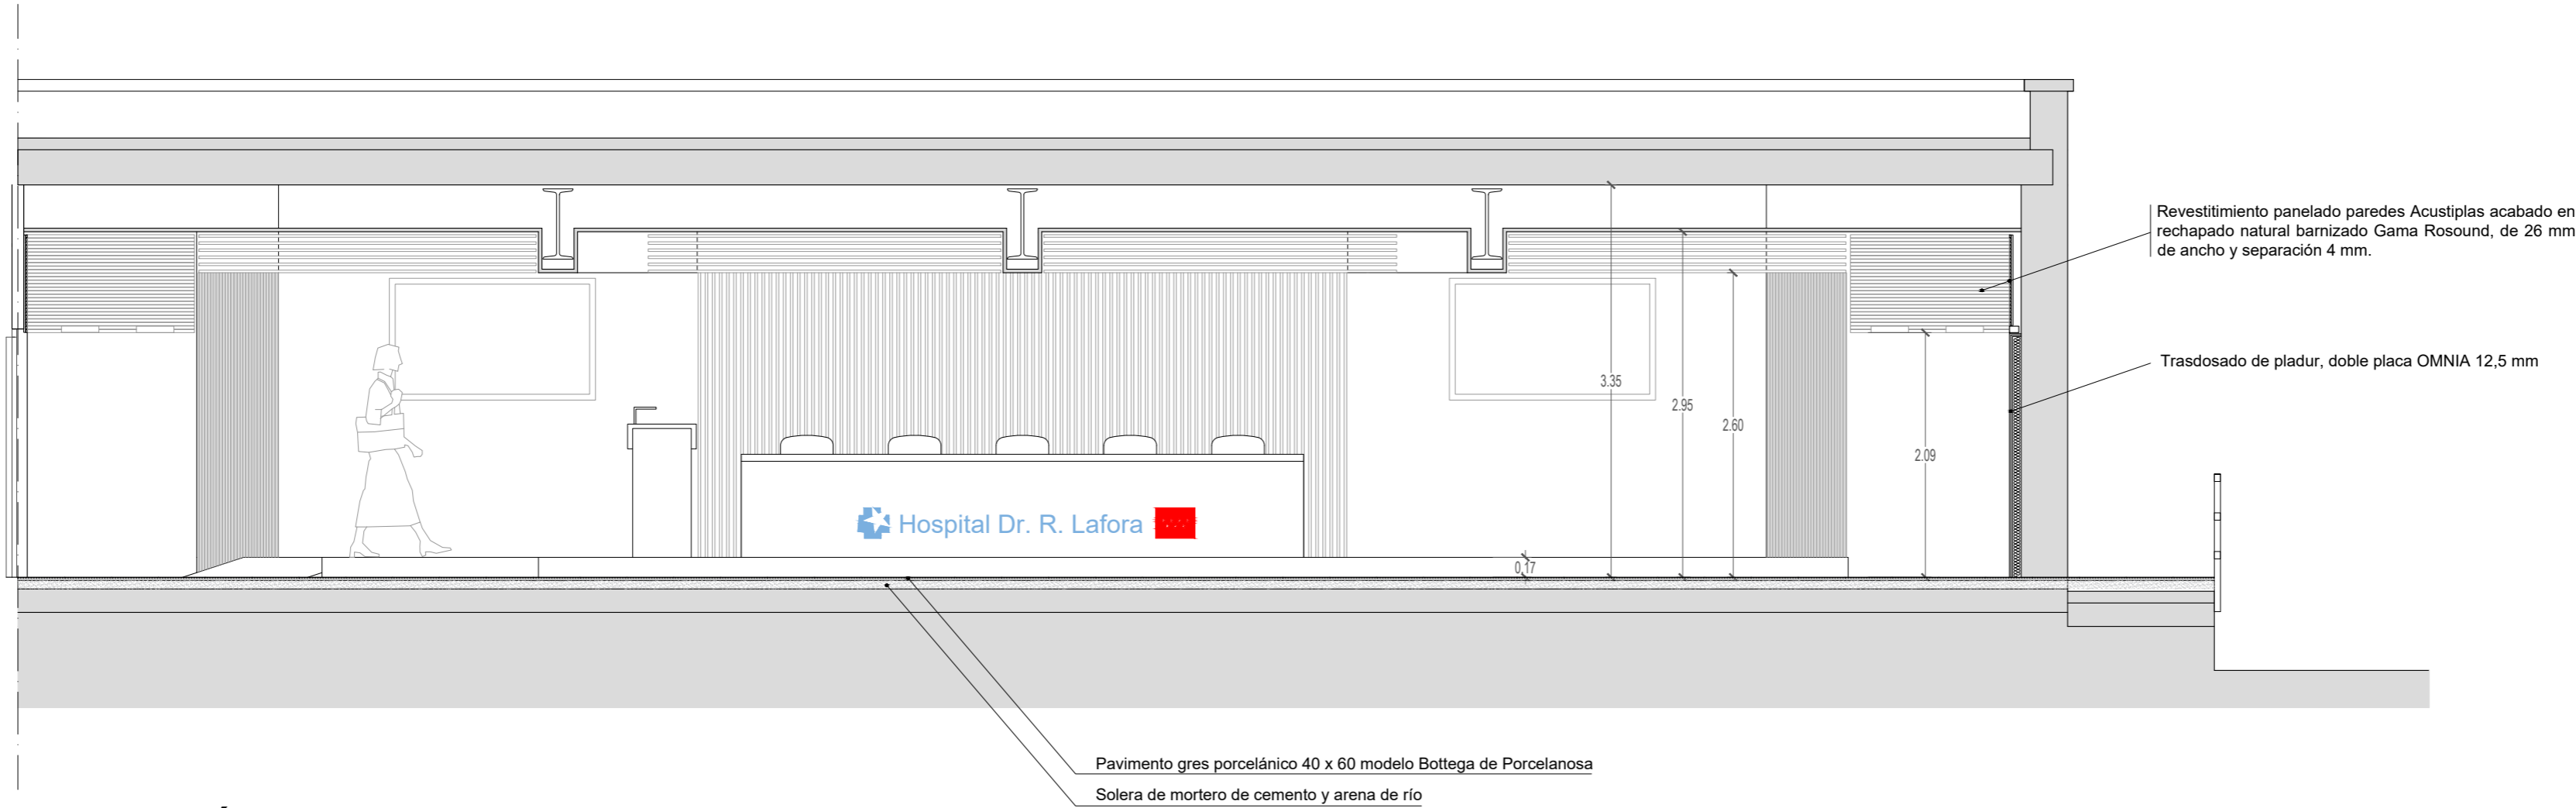 Revestitimiento panelado paredes Acustiplas acabado en
rechapado natural barnizado Gama Rosound, de 26 mm
de ancho y separación 4 mm.
Trasdosado de pladur, doble placa OMNIA 12,5 mm
3.35
2.95
2.60
2.09
Hospital Dr. R. Lafora
0,17
Pavimento gres porcelánico 40 x 60 modelo Bottega de Porcelanosa
Solera de mortero de cemento y arena de río